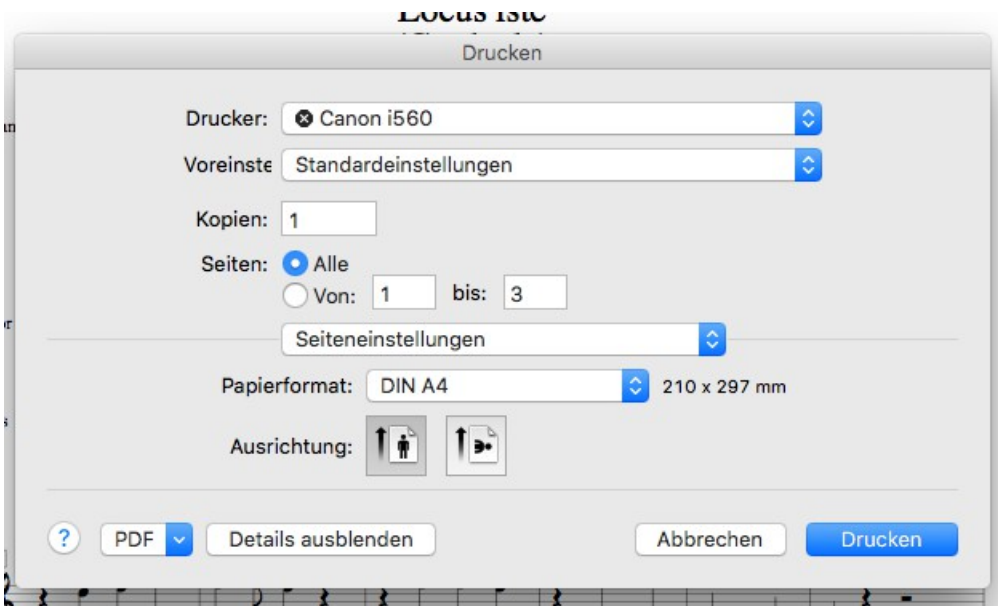 Locus iste
Drucken
Drucker: Canon i560
Voreinste Standardeinstellungen
Kopien: 1
Seiten: Alle
Von: 1 bis: 3
Seiteneinstellungen
Papierformat: DIN A4 210 x 297 mm
Ausrichtung:
? PDF Details ausblenden Abbrechen Drucken